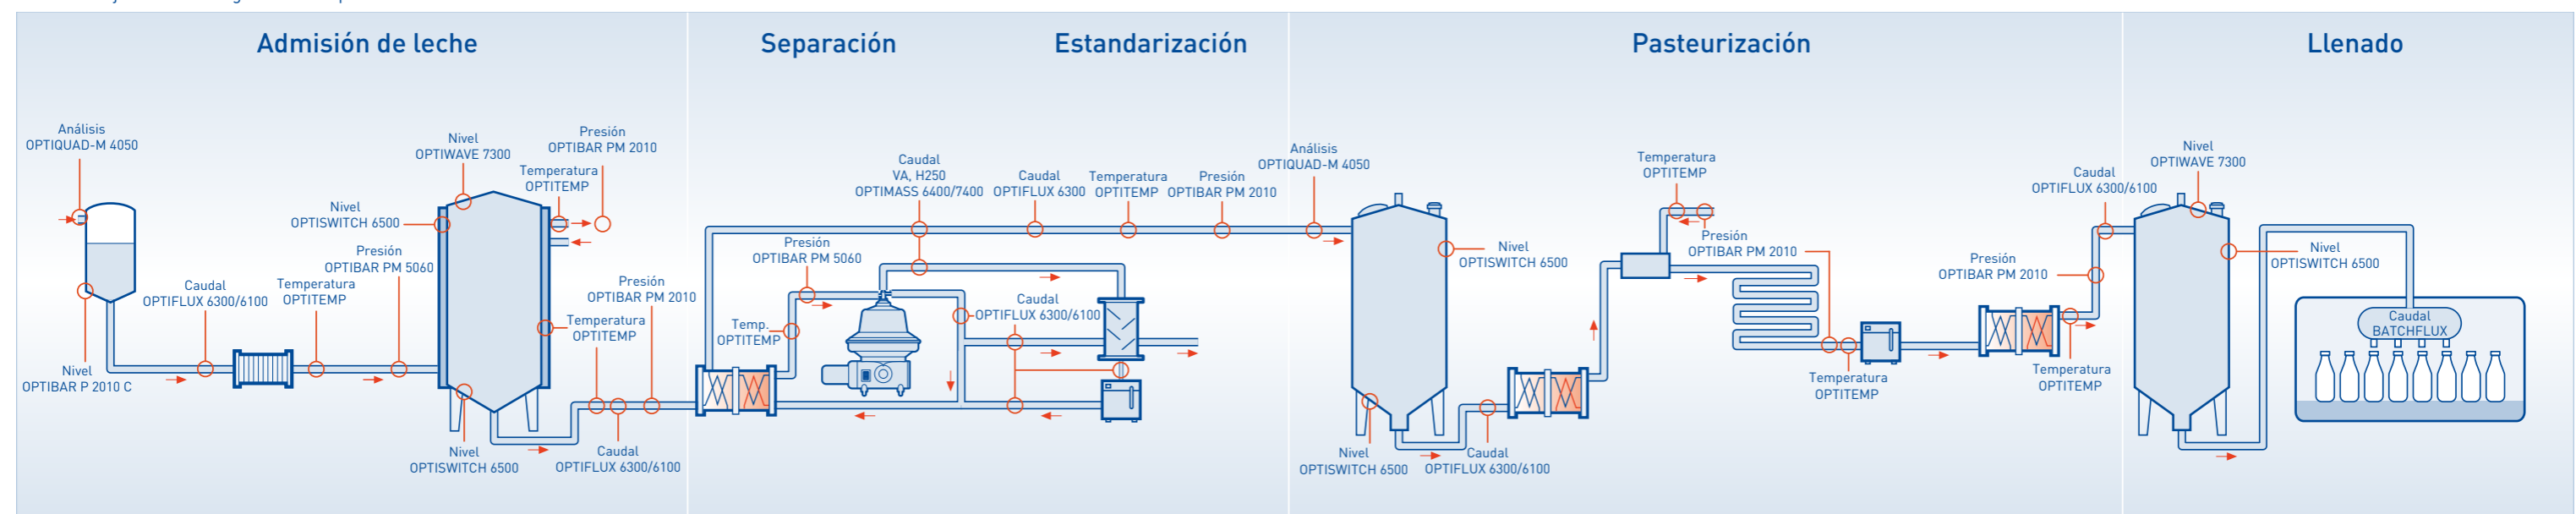 Admisión de leche
Análisis
OPTIQUAD-M 4050
Nivel
OPTIBAR P 2010 C
Caudal
OPTIFLUX 6300/6100
Temperatura
OPTITEMP
Presión
OPTIBAR PM 5060
Nivel
OPTISWITCH 6500
Nivel
OPTIWAVE 7300
Temperatura
OPTITEMP
Presión
OPTIBAR PM 2010
Nivel
OPTISWITCH 6500
Temperatura
OPTITEMP
Presión
OPTIBAR PM 2010
Caudal
OPTIFLUX 6300/6100
Separación
Estandarización
Temp.
OPTITEMP
Presión
OPTIBAR PM 5060
Caudal
VA, H250
OPTIMASS 6400/7400
Caudal
OPTIFLUX 6300
Temperatura
OPTITEMP
Presión
OPTIBAR PM 2010
Caudal
OPTIFLUX 6300/6100
Análisis
OPTIQUAD-M 4050
Pasteurización
Nivel
OPTISWITCH 6500
Nivel
OPTISWITCH 6500
Caudal
OPTIFLUX 6300/6100
Temperatura
OPTITEMP
Presión
OPTIBAR PM 2010
Temperatura
OPTITEMP
Presión
OPTIBAR PM 2010
Temperatura
OPTITEMP
Caudal
OPTIFLUX 6300/6100
Llenado
Nivel
OPTIWAVE 7300
Nivel
OPTISWITCH 6500
Caudal
BATCHFLUX